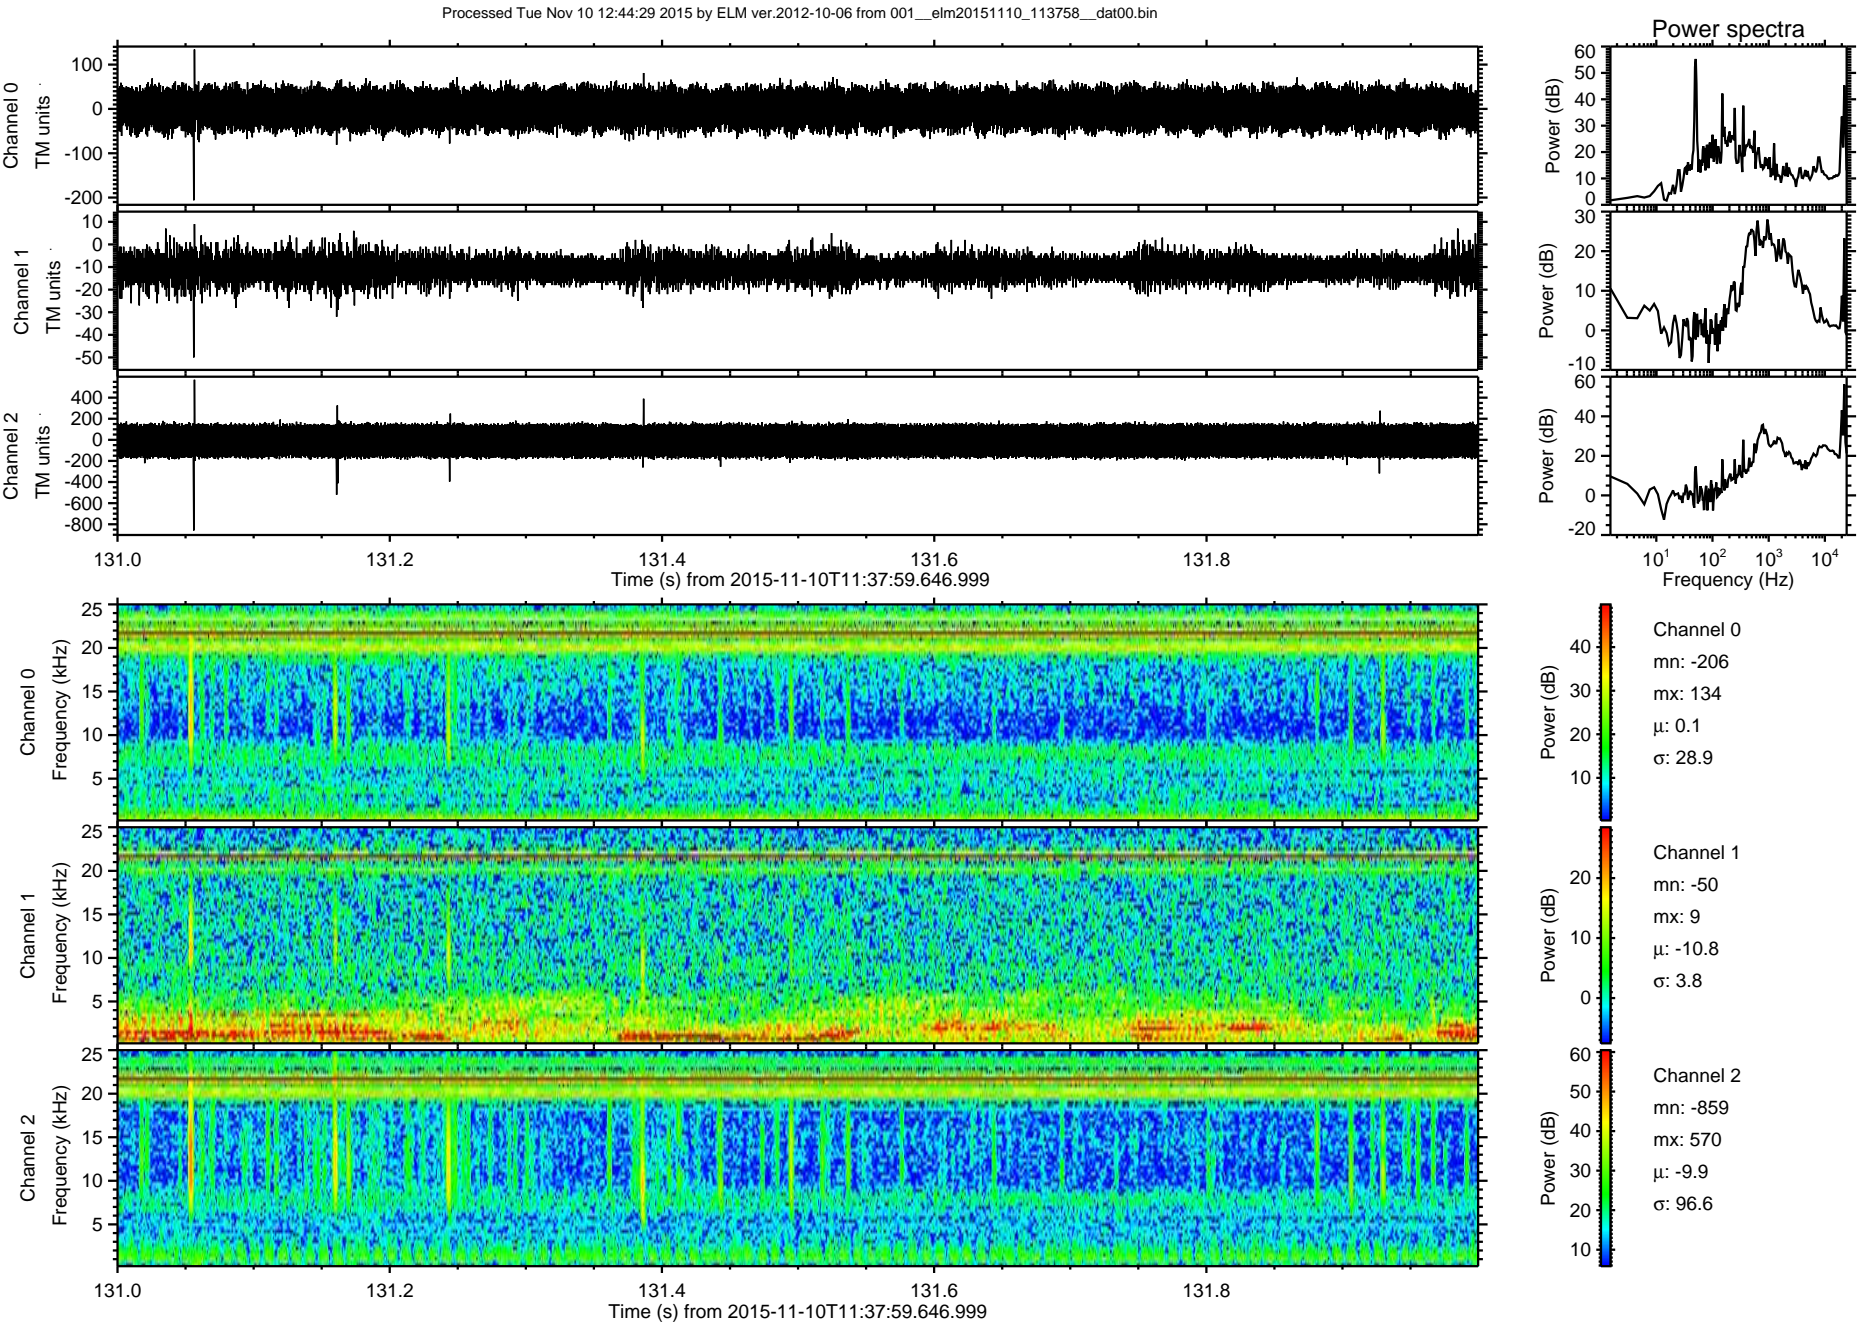 Processed Tue Nov 10 12:44:29 2015 by ELM ver.2012-10-06 from 001__elm20151110_113758__dat00.bin
Power spectra
Channel 0
TM units
100
0
-100
-200
Power (dB)
60
50
40
30
20
10
0
Channel 1
TM units
10
0
-10
-20
-30
-40
-50
Power (dB)
30
20
10
0
-10
Channel 2
TM units
400
200
0
-200
-400
-600
-800
Power (dB)
60
40
20
0
-20
131.0 131.2 131.4 131.6 131.8
Time (s) from 2015-11-10T11:37:59.646.999
10¹ 10² 10³ 10⁴
Frequency (Hz)
Channel 0
Frequency (kHz)
25
20
15
10
5
Power (dB)
40
30
20
10
Channel 0
mn: -206
mx: 134
μ: 0.1
σ: 28.9
Channel 1
Frequency (kHz)
25
20
15
10
5
Power (dB)
20
10
0
Channel 1
mn: -50
mx: 9
μ: -10.8
σ: 3.8
Channel 2
Frequency (kHz)
25
20
15
10
5
Power (dB)
60
50
40
30
20
10
Channel 2
mn: -859
mx: 570
μ: -9.9
σ: 96.6
131.0 131.2 131.4 131.6 131.8
Time (s) from 2015-11-10T11:37:59.646.999